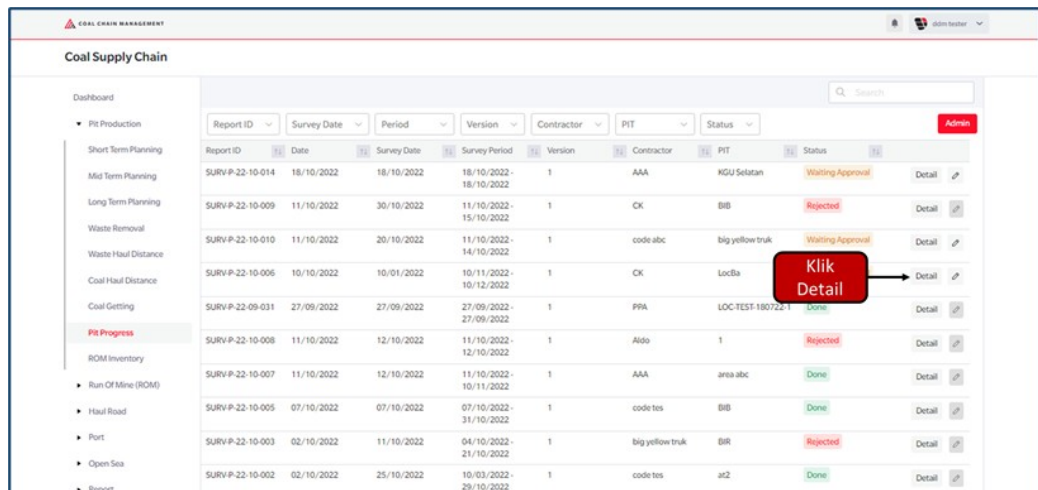 COAL CHAIN MANAGEMENT ddm tester
Coal Supply Chain
Search
Dashboard
Pit Production
Short Term Planning
Mid Term Planning
Long Term Planning
Waste Removal
Waste Haul Distance
Coal Haul Distance
Coal Getting
Pit Progress
ROM Inventory
Run Of Mine (ROM)
Haul Road
Port
Open Sea
Report
Report ID Survey Date Period Version Contractor PIT Status Admin
Report ID Date Survey Date Survey Period Version Contractor PIT Status
SURV-P-22-10-014 18/10/2022 18/10/2022 18/10/2022 - 1 AAA KGU Selatan Waiting Approval Detail
18/10/2022
SURV-P-22-10-009 11/10/2022 30/10/2022 11/10/2022 - 1 CK BIB Rejected Detail
15/10/2022
SURV-P-22-10-010 11/10/2022 20/10/2022 11/10/2022 - 1 code abc big yellow truk Waiting Approval Detail
14/10/2022
SURV-P-22-10-006 10/10/2022 10/01/2022 10/11/2022 - 1 CK LocBa Detail
10/12/2022
Klik
Detail
SURV-P-22-09-031 27/09/2022 27/09/2022 27/09/2022 - 1 PPA LOC-TEST-180722-1 Done Detail
27/09/2022
SURV-P-22-10-008 11/10/2022 12/10/2022 11/10/2022 - 1 Aldo 1 Rejected Detail
12/10/2022
SURV-P-22-10-007 11/10/2022 12/10/2022 11/10/2022 - 1 AAA area abc Done Detail
10/11/2022
SURV-P-22-10-005 07/10/2022 07/10/2022 07/10/2022 - 1 code tes BIB Done Detail
31/10/2022
SURV-P-22-10-003 02/10/2022 11/10/2022 04/10/2022 - 1 big yellow truk BIR Rejected Detail
21/10/2022
SURV-P-22-10-002 02/10/2022 25/10/2022 10/03/2022 - 1 code tes at2 Done Detail
29/10/2022